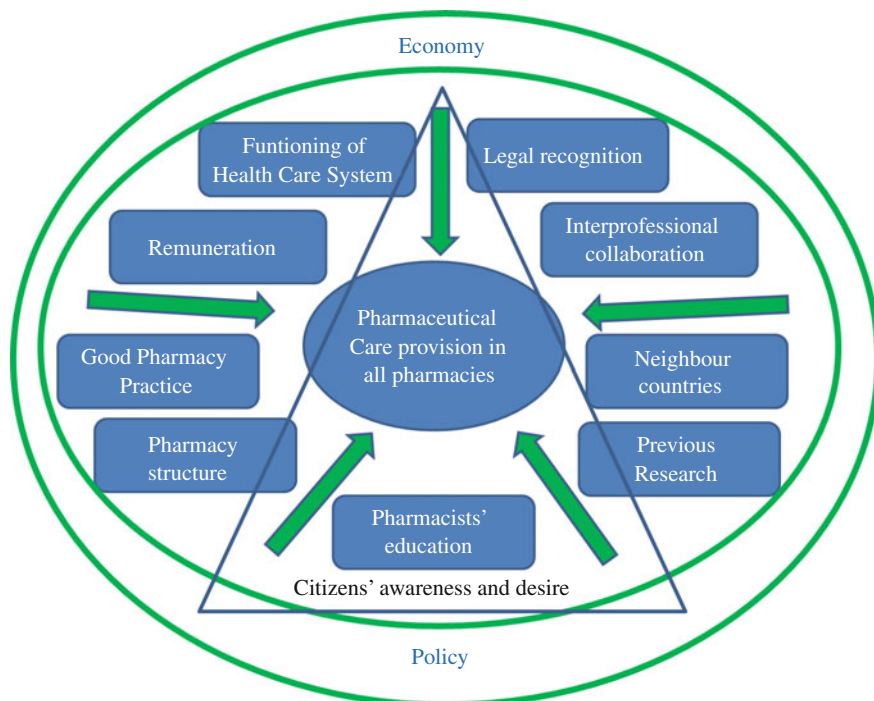 Economy
Funtioning of
Health Care System
Legal recognition
Remuneration
Interprofessional
collaboration
Pharmaceutical
Care provision in
all pharmacies
Good Pharmacy
Practice
Neighbour
countries
Pharmacy
structure
Previous
Research
Pharmacists’
education
Citizens’ awareness and desire
Policy